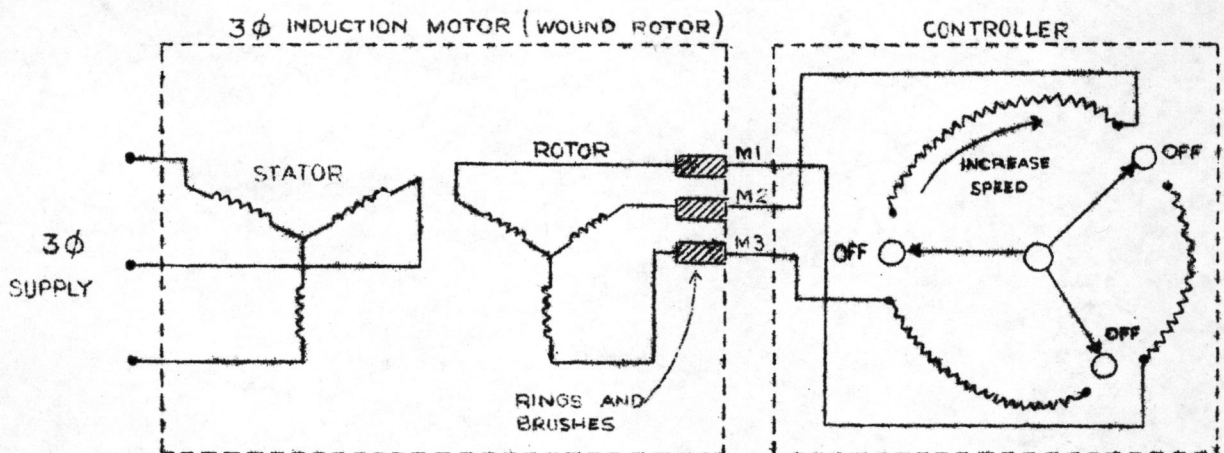 3φ INDUCTION MOTOR (WOUND ROTOR)
CONTROLLER
STATOR
ROTOR
M1
M2
M3
3φ
SUPPLY
RINGS AND
BRUSHES
INCREASE
SPEED
OFF
OFF
OFF